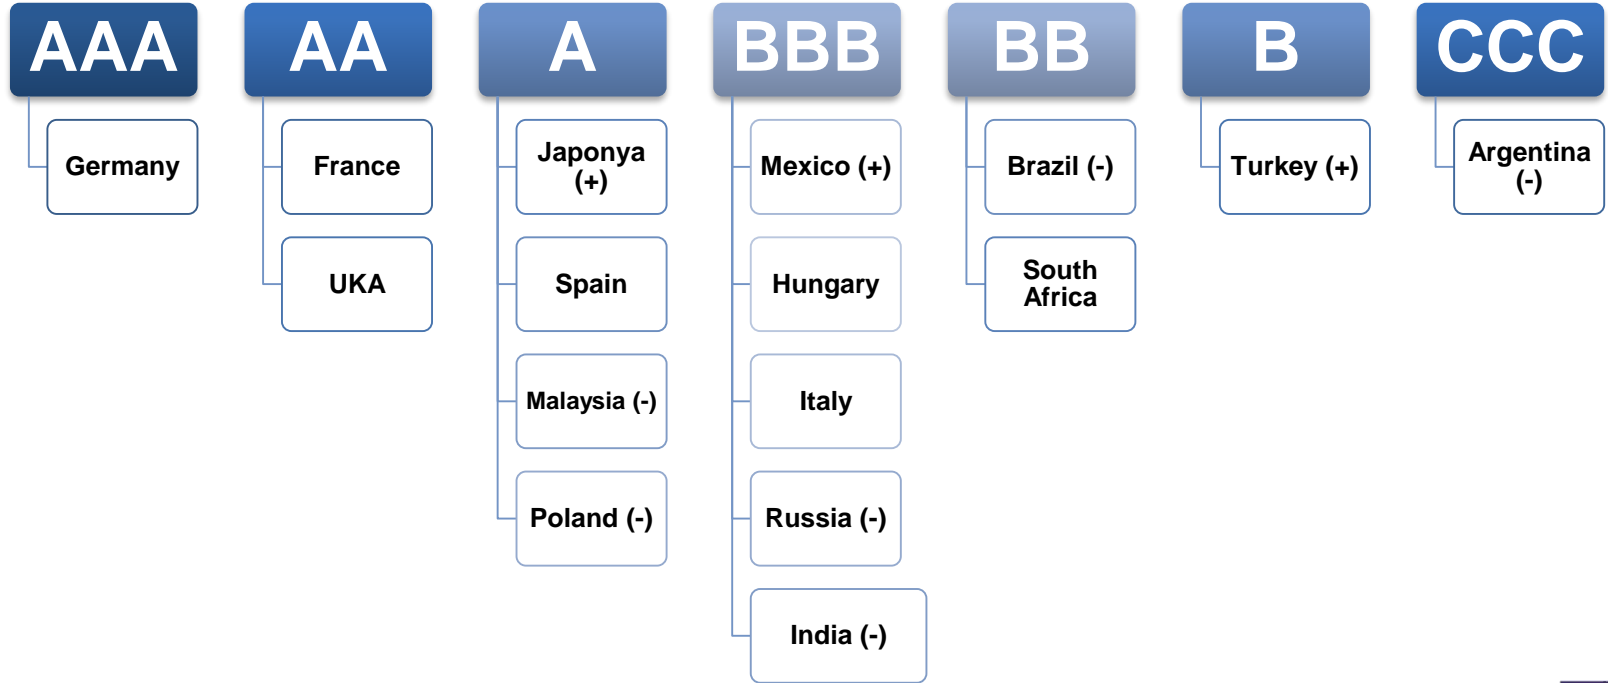 AAA
Germany
AA
France
UKA
A
Japonya
(+)
Spain
Malaysia (-)
Poland (-)
BBB
Mexico (+)
Hungary
Italy
Russia (-)
India (-)
BB
Brazil (-)
South
Africa
B
Turkey (+)
CCC
Argentina
(-)